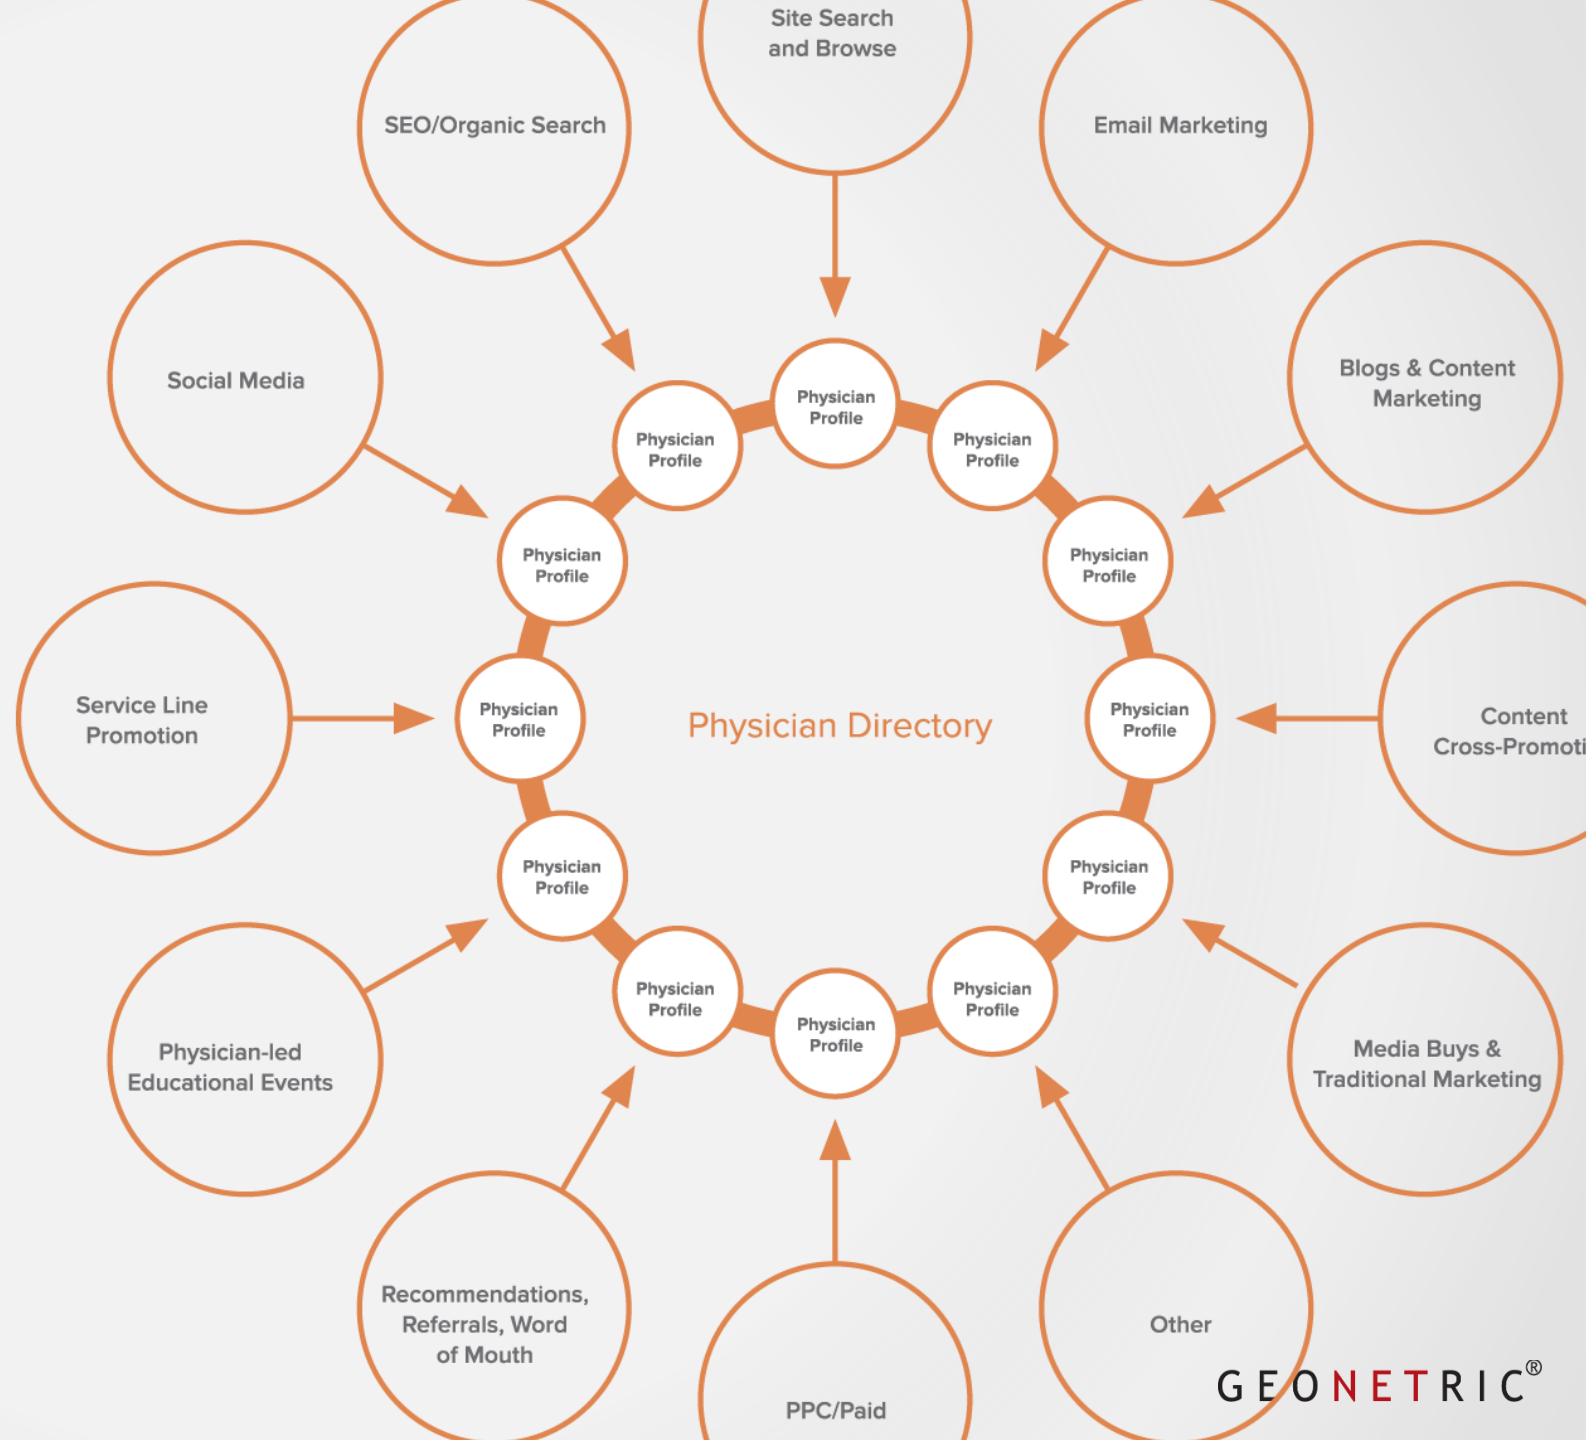 Site Search
and Browse
SEO/Organic Search
Email Marketing
Social Media
Blogs & Content
Marketing
Physician
Profile
Physician
Profile
Physician
Profile
Physician
Profile
Physician
Profile
Service Line
Promotion
Physician
Profile
Physician Directory
Physician
Profile
Content
Cross-Promoti
Physician
Profile
Physician
Profile
Physician-led
Educational Events
Physician
Profile
Physician
Profile
Physician
Profile
Media Buys &
Traditional Marketing
Recommendations,
Referrals, Word
of Mouth
PPC/Paid
Other
GEONETRIC®